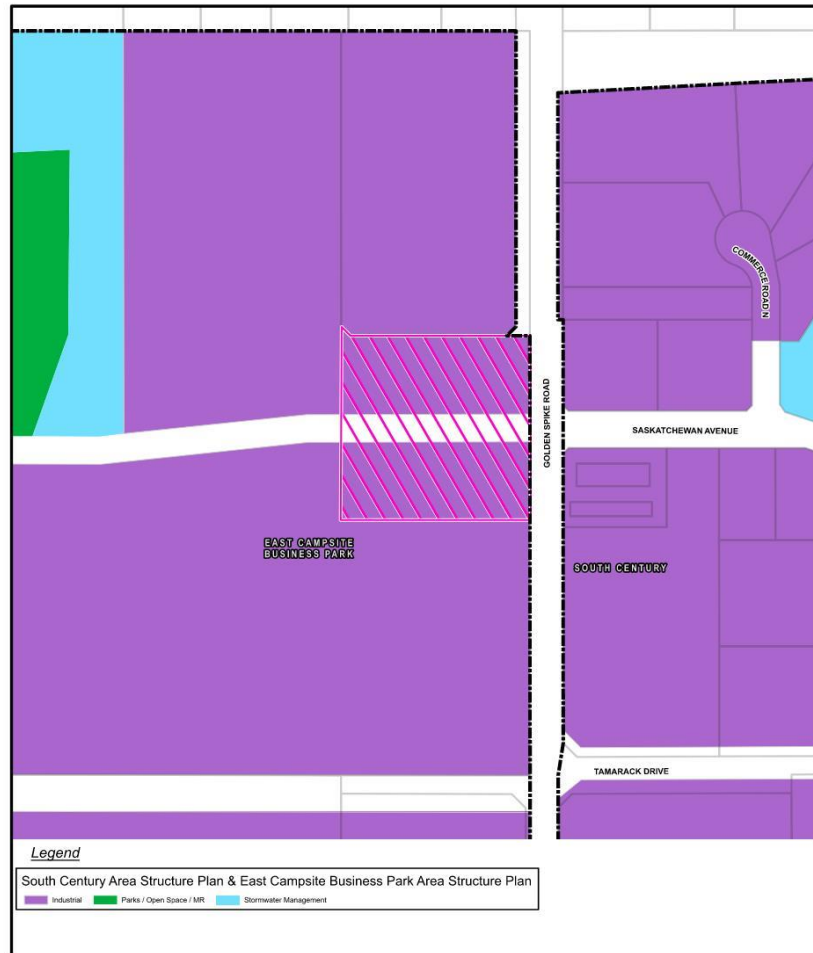 COMMERCE ROAD N
GOLDEN SPIKE ROAD
SASKATCHEWAN AVENUE
EAST CAMPSITE
BUSINESS PARK
SOUTH CENTURY
TAMARACK DRIVE
Legend
South Century Area Structure Plan & East Campsite Business Park Area Structure Plan
Industrial Parks / Open Space / MR Stormwater Management